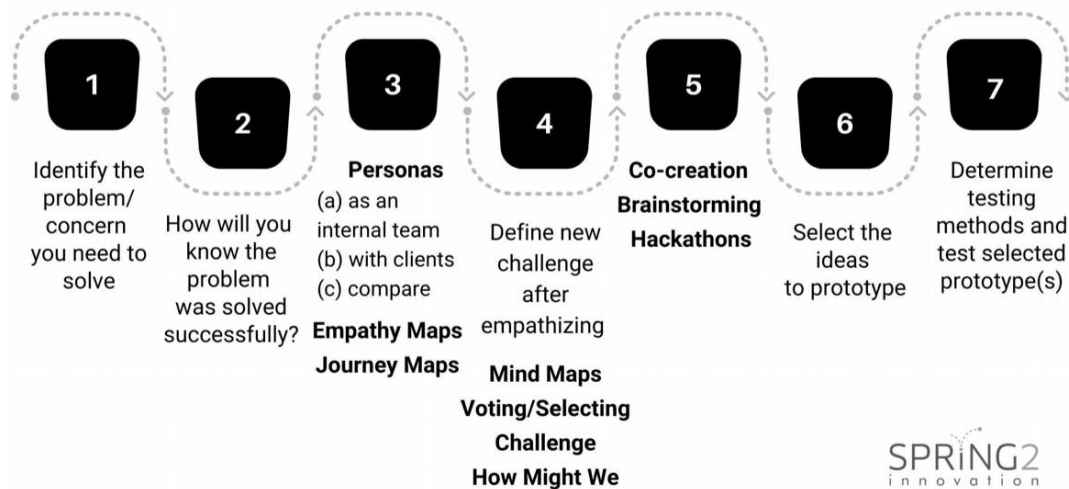 1
Identify the
problem/
concern
you need to
solve
2
How will you
know the
problem
was solved
successfully?
3
Personas
(a) as an
internal team
(b) with clients
(c) compare
Empathy Maps
Journey Maps
4
Define new
challenge
after
empathizing
Mind Maps
Voting/Selecting
Challenge
How Might We
5
Co-creation
Brainstorming
Hackathons
6
Select the
ideas
to prototype
7
Determine
testing
methods and
test selected
prototype(s)
SPRiNG2
innovation